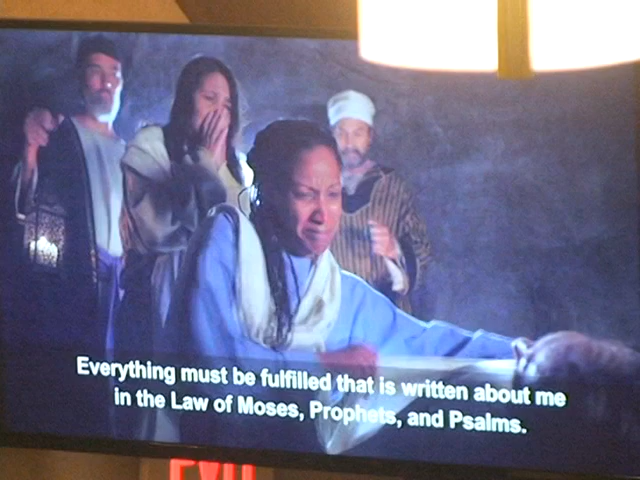 Everything must be fulfilled that is written about me
in the Law of Moses, Prophets, and Psalms.
EXIT